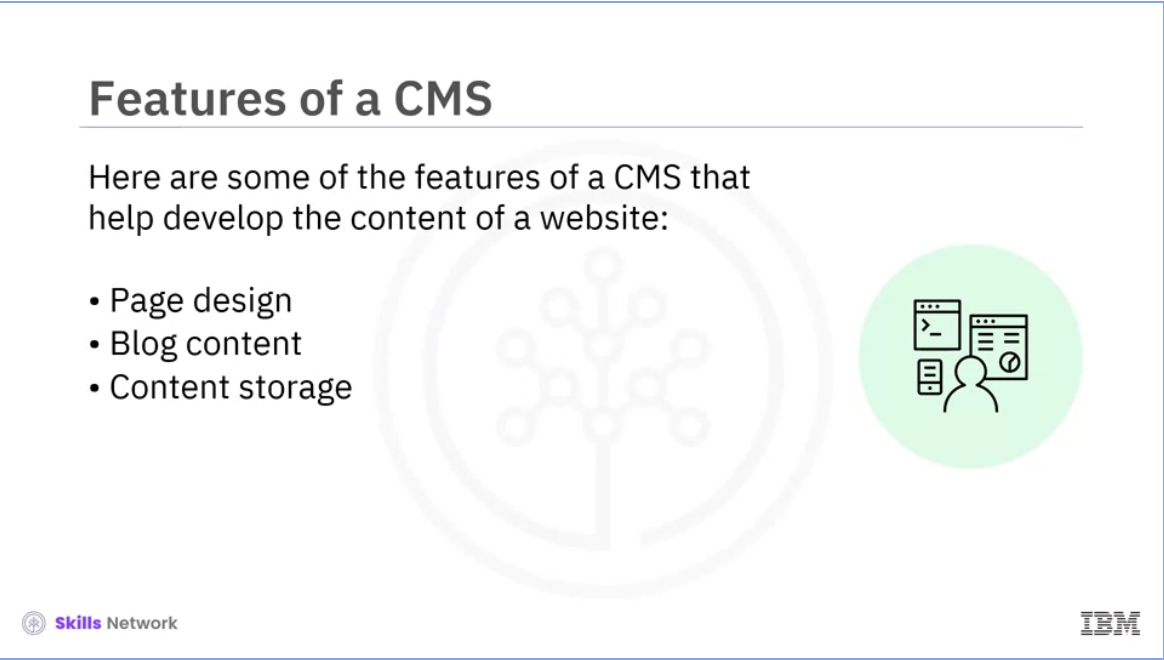 Features of a CMS
Here are some of the features of a CMS that
help develop the content of a website:
• Page design
• Blog content
• Content storage
Skills Network
IBM